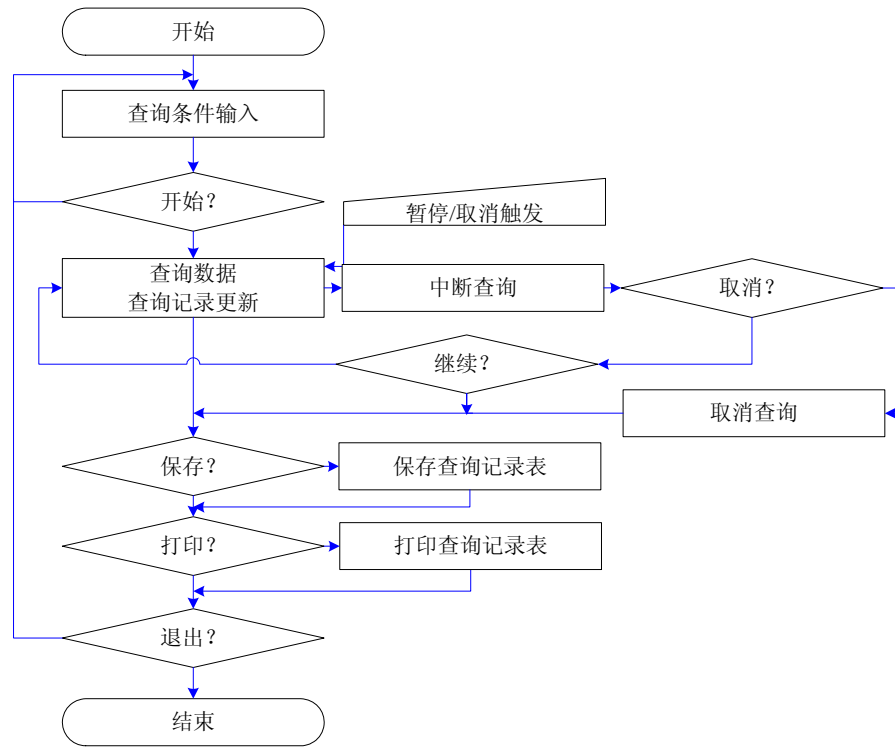 开始
查询条件输入
开始？
暂停/取消触发
查询数据
查询记录更新
中断查询
取消？
继续？
取消查询
保存？
保存查询记录表
打印？
打印查询记录表
退出？
结束